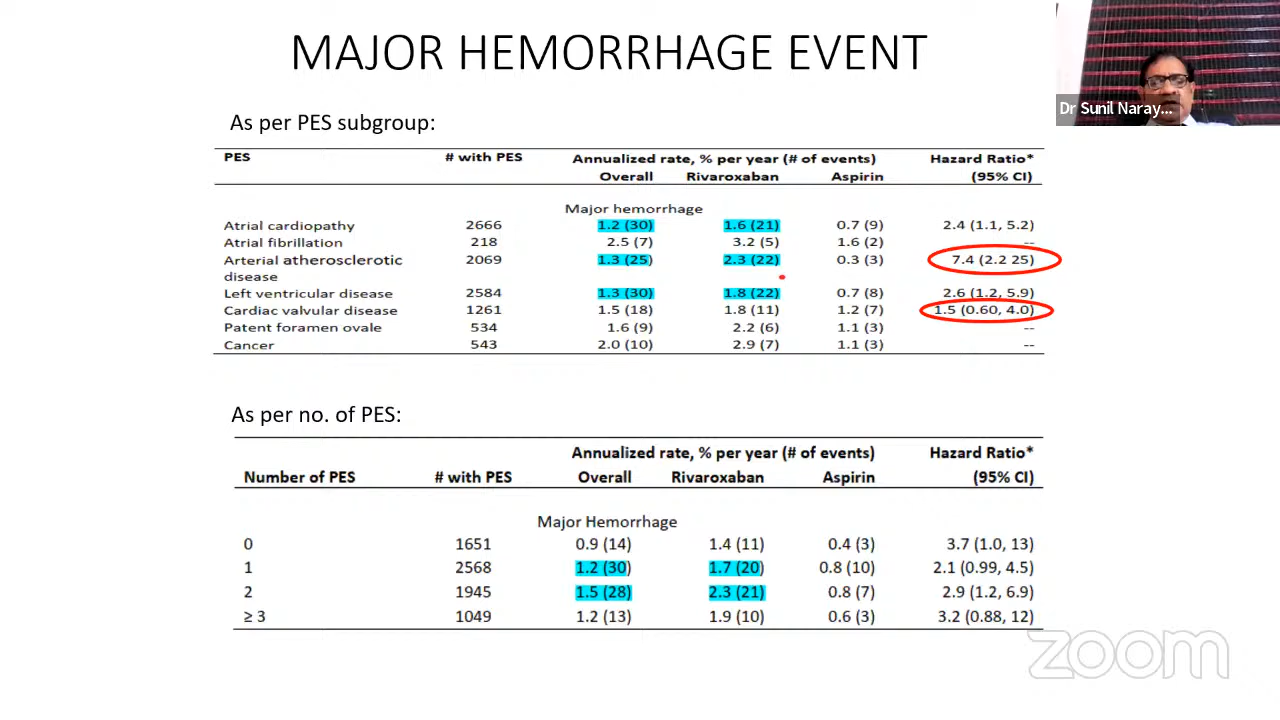 MAJOR HEMORRHAGE EVENT
Dr Sunil Naray...
As per PES subgroup:
PES # with PES Annualized rate, % per year (# of events) Hazard Ratio*
Overall Rivaroxaban Aspirin (95% CI)
Major hemorrhage
Atrial cardiopathy 2666 1.2 (30) 1.6 (21) 0.7 (9) 2.4 (1.1, 5.2)
Atrial fibrillation 218 2.5 (7) 3.2 (5) 1.6 (2) --
Arterial atherosclerotic 2069 1.3 (25) 2.3 (22) 0.3 (3) 7.4 (2.2 25)
disease
Left ventricular disease 2584 1.3 (30) 1.8 (22) 0.7 (8) 2.6 (1.2, 5.9)
Cardiac valvular disease 1261 1.5 (18) 1.8 (11) 1.2 (7) 1.5 (0.60, 4.0)
Patent foramen ovale 534 1.6 (9) 2.2 (6) 1.1 (3) --
Cancer 543 2.0 (10) 2.9 (7) 1.1 (3) --
As per no. of PES:
Annualized rate, % per year (# of events) Hazard Ratio*
Number of PES # with PES Overall Rivaroxaban Aspirin (95% CI)
Major Hemorrhage
0 1651 0.9 (14) 1.4 (11) 0.4 (3) 3.7 (1.0, 13)
1 2568 1.2 (30) 1.7 (20) 0.8 (10) 2.1 (0.99, 4.5)
2 1945 1.5 (28) 2.3 (21) 0.8 (7) 2.9 (1.2, 6.9)
≥ 3 1049 1.2 (13) 1.9 (10) 0.6 (3) 3.2 (0.88, 12)
zoom